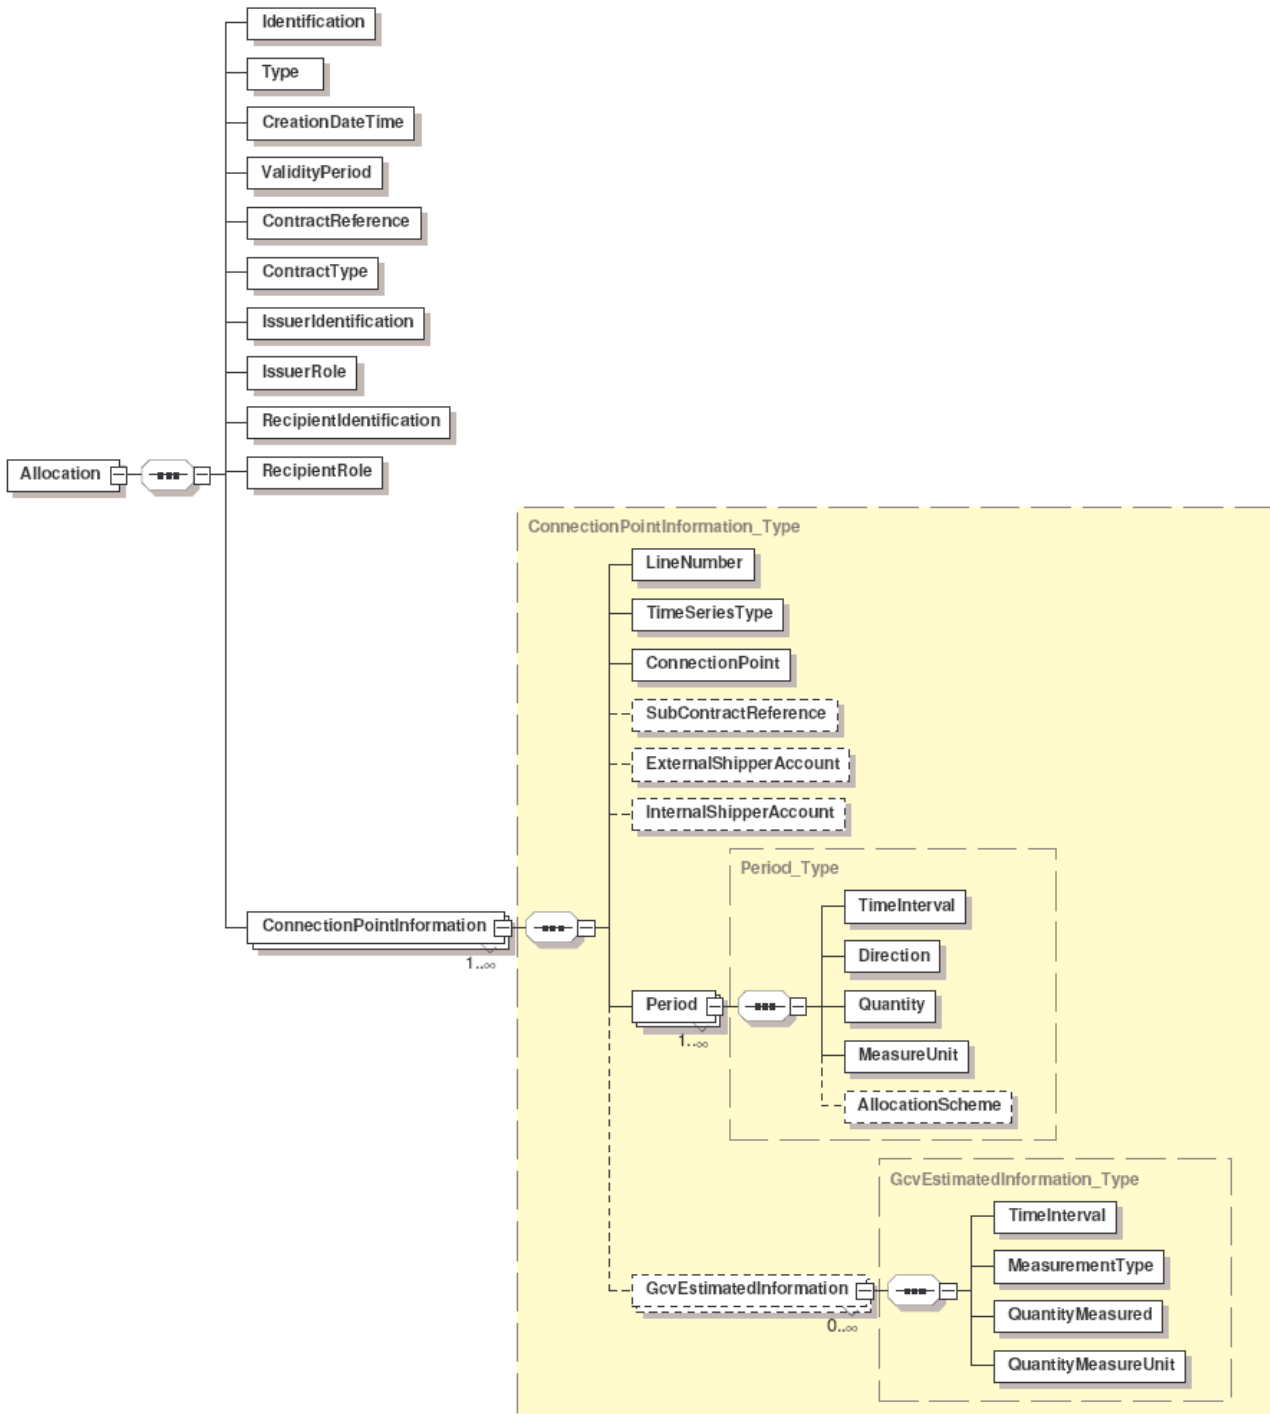 Identification
Type
CreationDateTime
ValidityPeriod
ContractReference
ContractType
IssuerIdentification
IssuerRole
RecipientIdentification
Allocation
RecipientRole
ConnectionPointInformation_Type
LineNumber
TimeSeriesType
ConnectionPoint
SubContractReference
ExternalShipperAccount
InternalShipperAccount
Period_Type
TimeInterval
ConnectionPointInformation
1..∞
Direction
Period
1..∞
Quantity
MeasureUnit
AllocationScheme
GcvEstimatedInformation_Type
TimeInterval
MeasurementType
GcvEstimatedInformation
0..∞
QuantityMeasured
QuantityMeasureUnit